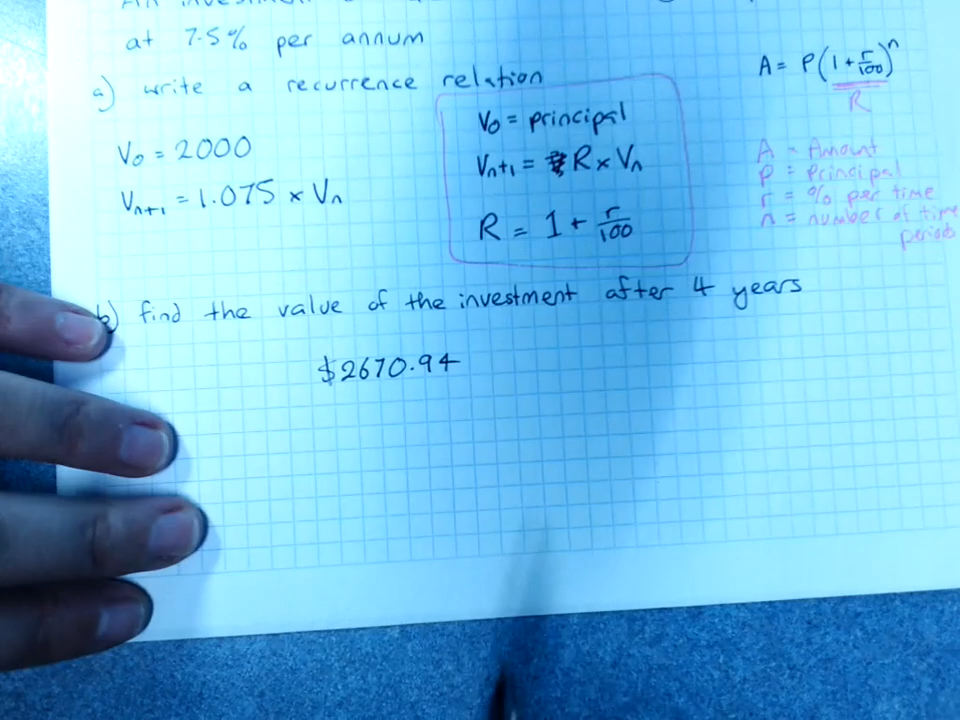 at 7.5% per annum
a) write a recurrence relation
V0 = 2000
Vn+1 = 1.075 × Vn
V0 = principal
Vn+1 = R × Vn
R = 1 + r/100
A = P(1 + r/100)^n
R
A = Amount
P = Principal
r = % per time
n = number of time
periods
b) find the value of the investment after 4 years
$2670.94